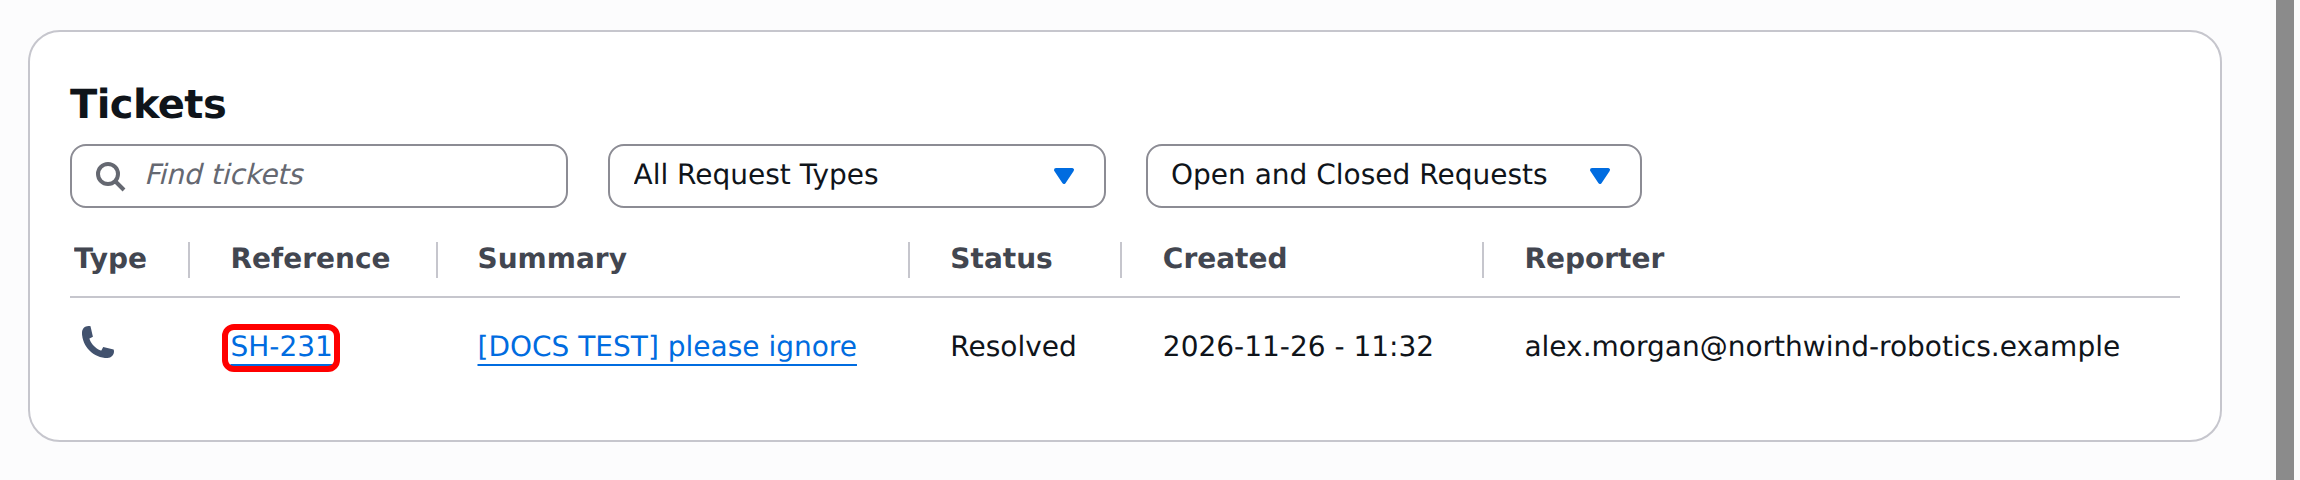 Tickets
Find tickets
All Request Types
Open and Closed Requests
Type Reference Summary Status Created Reporter
SH-231 [DOCS TEST] please ignore Resolved 2026-11-26 - 11:32 alex.morgan@northwind-robotics.example